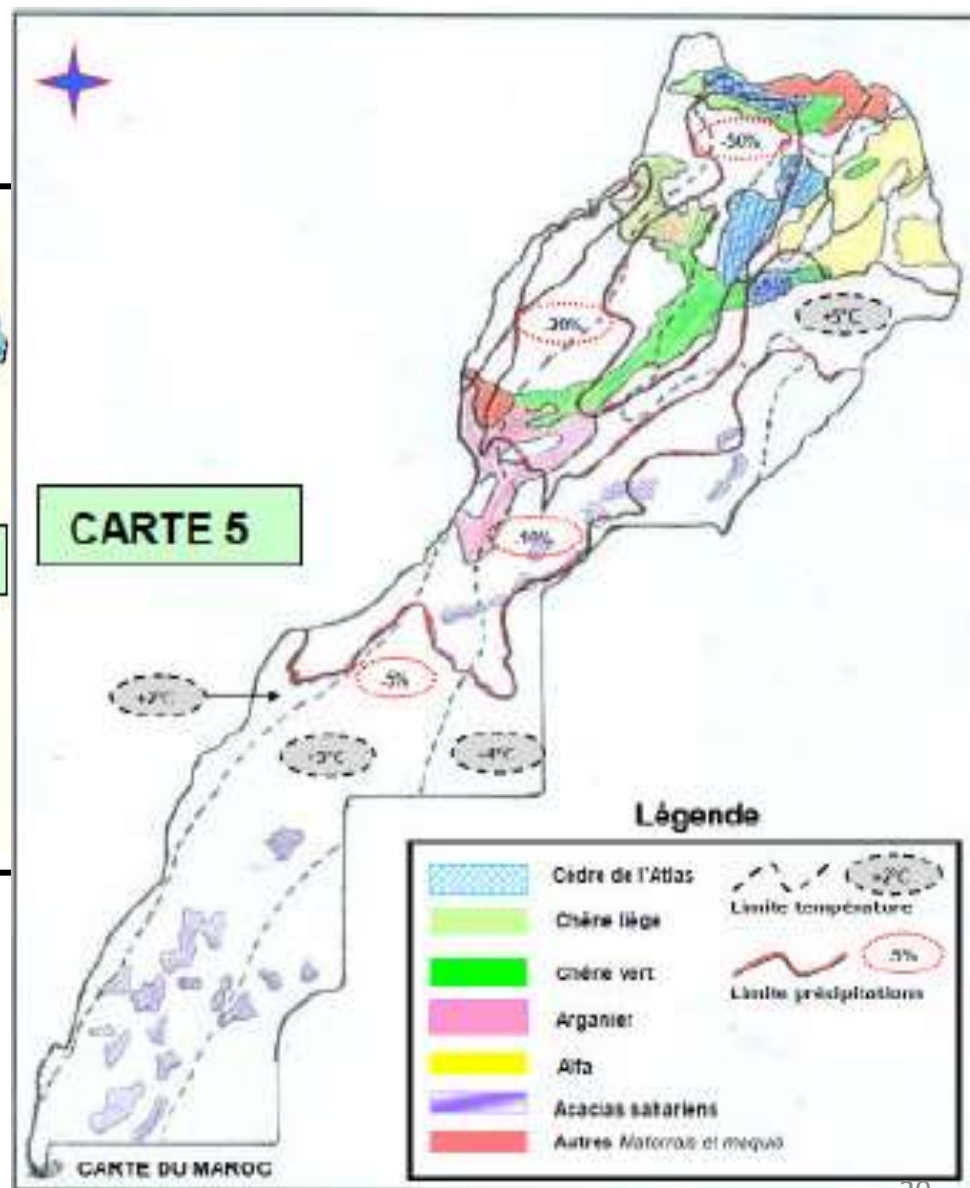 -50%
-30%
+5°C
CARTE 5
-10%
-5%
+2°C
+3°C
+4°C
Légende
Cèdre de l'Atlas
+2°C
Limite température
Chêne liège
Chêne vert
-5%
Limite précipitations
Arganier
Alfa
Acacias sahariens
Autres Matorrals et maquis
CARTE DU MAROC